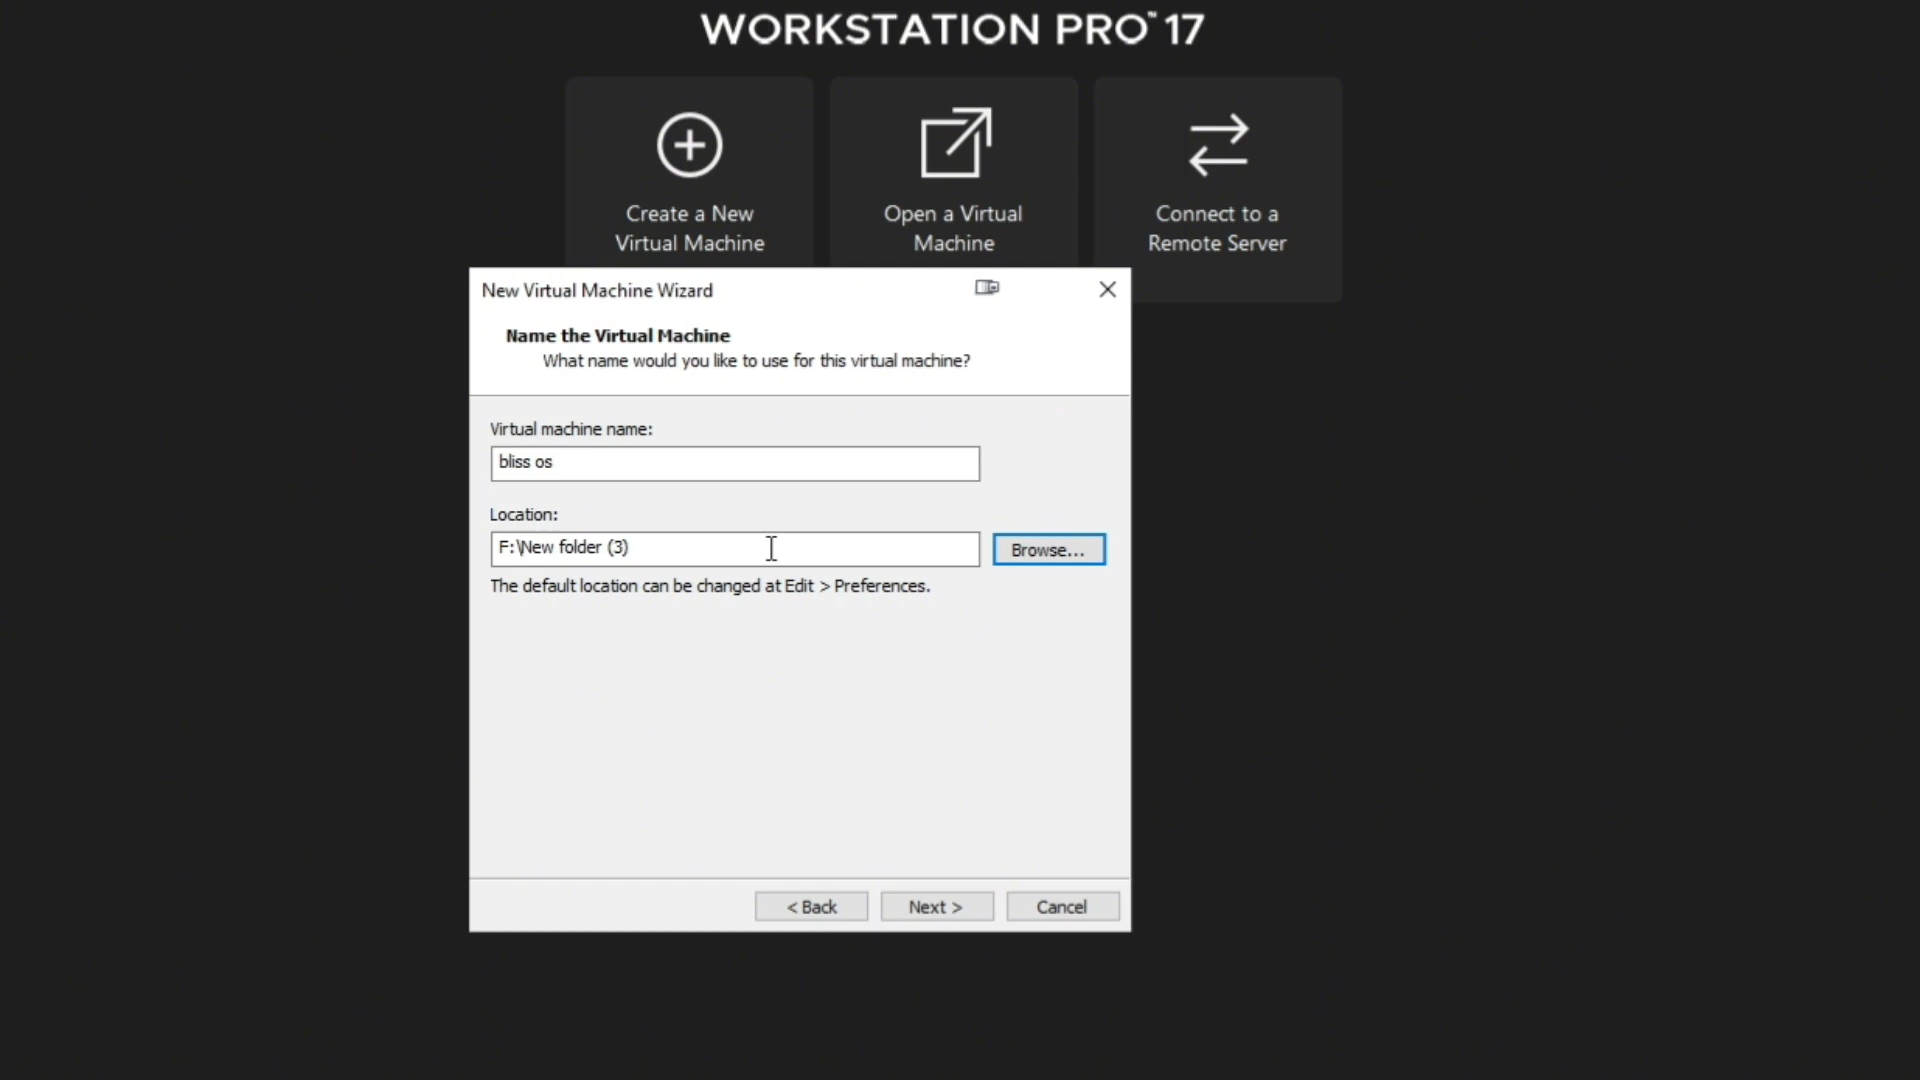 WORKSTATION PRO™ 17
Create a New
Virtual Machine
Open a Virtual
Machine
Connect to a
Remote Server
New Virtual Machine Wizard
Name the Virtual Machine
What name would you like to use for this virtual machine?
Virtual machine name:
bliss os
Location:
F:\New folder (3)
Browse...
The default location can be changed at Edit > Preferences.
< Back
Next >
Cancel